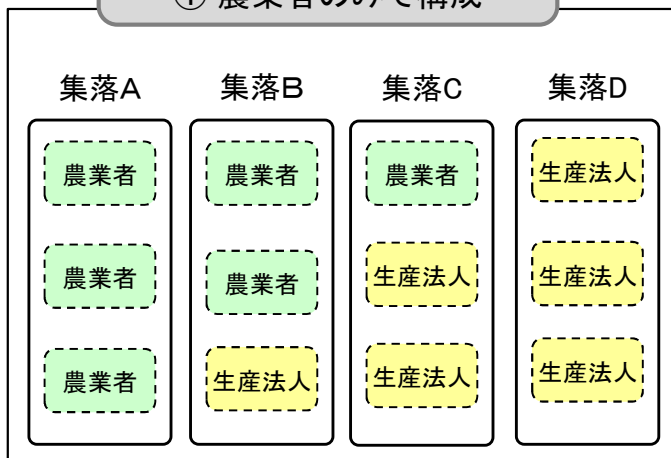 ① 農業者のみで構成
集落A 集落B 集落C 集落D
農業者 農業者 農業者 生産法人
農業者 農業者 生産法人 生産法人
農業者 生産法人 生産法人 生産法人